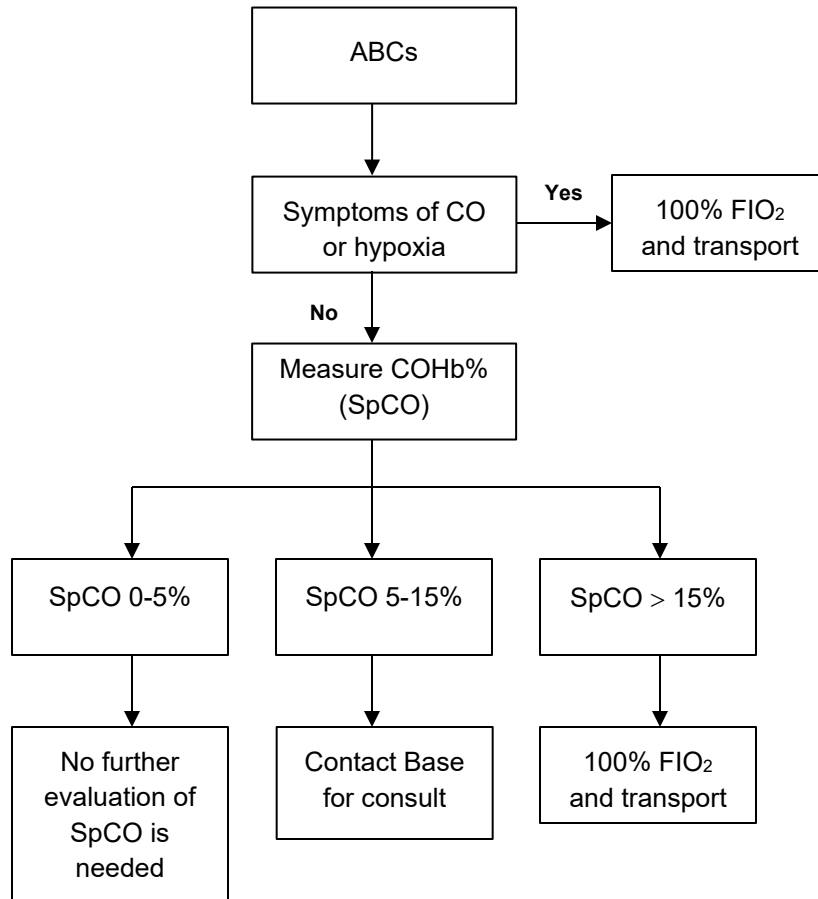 ABCs
Symptoms of CO
or hypoxia
Yes
100% FIO₂
and transport
No
Measure COHb%
(SpCO)
SpCO 0-5%
SpCO 5-15%
SpCO > 15%
No further
evaluation of
SpCO is
needed
Contact Base
for consult
100% FIO₂
and transport